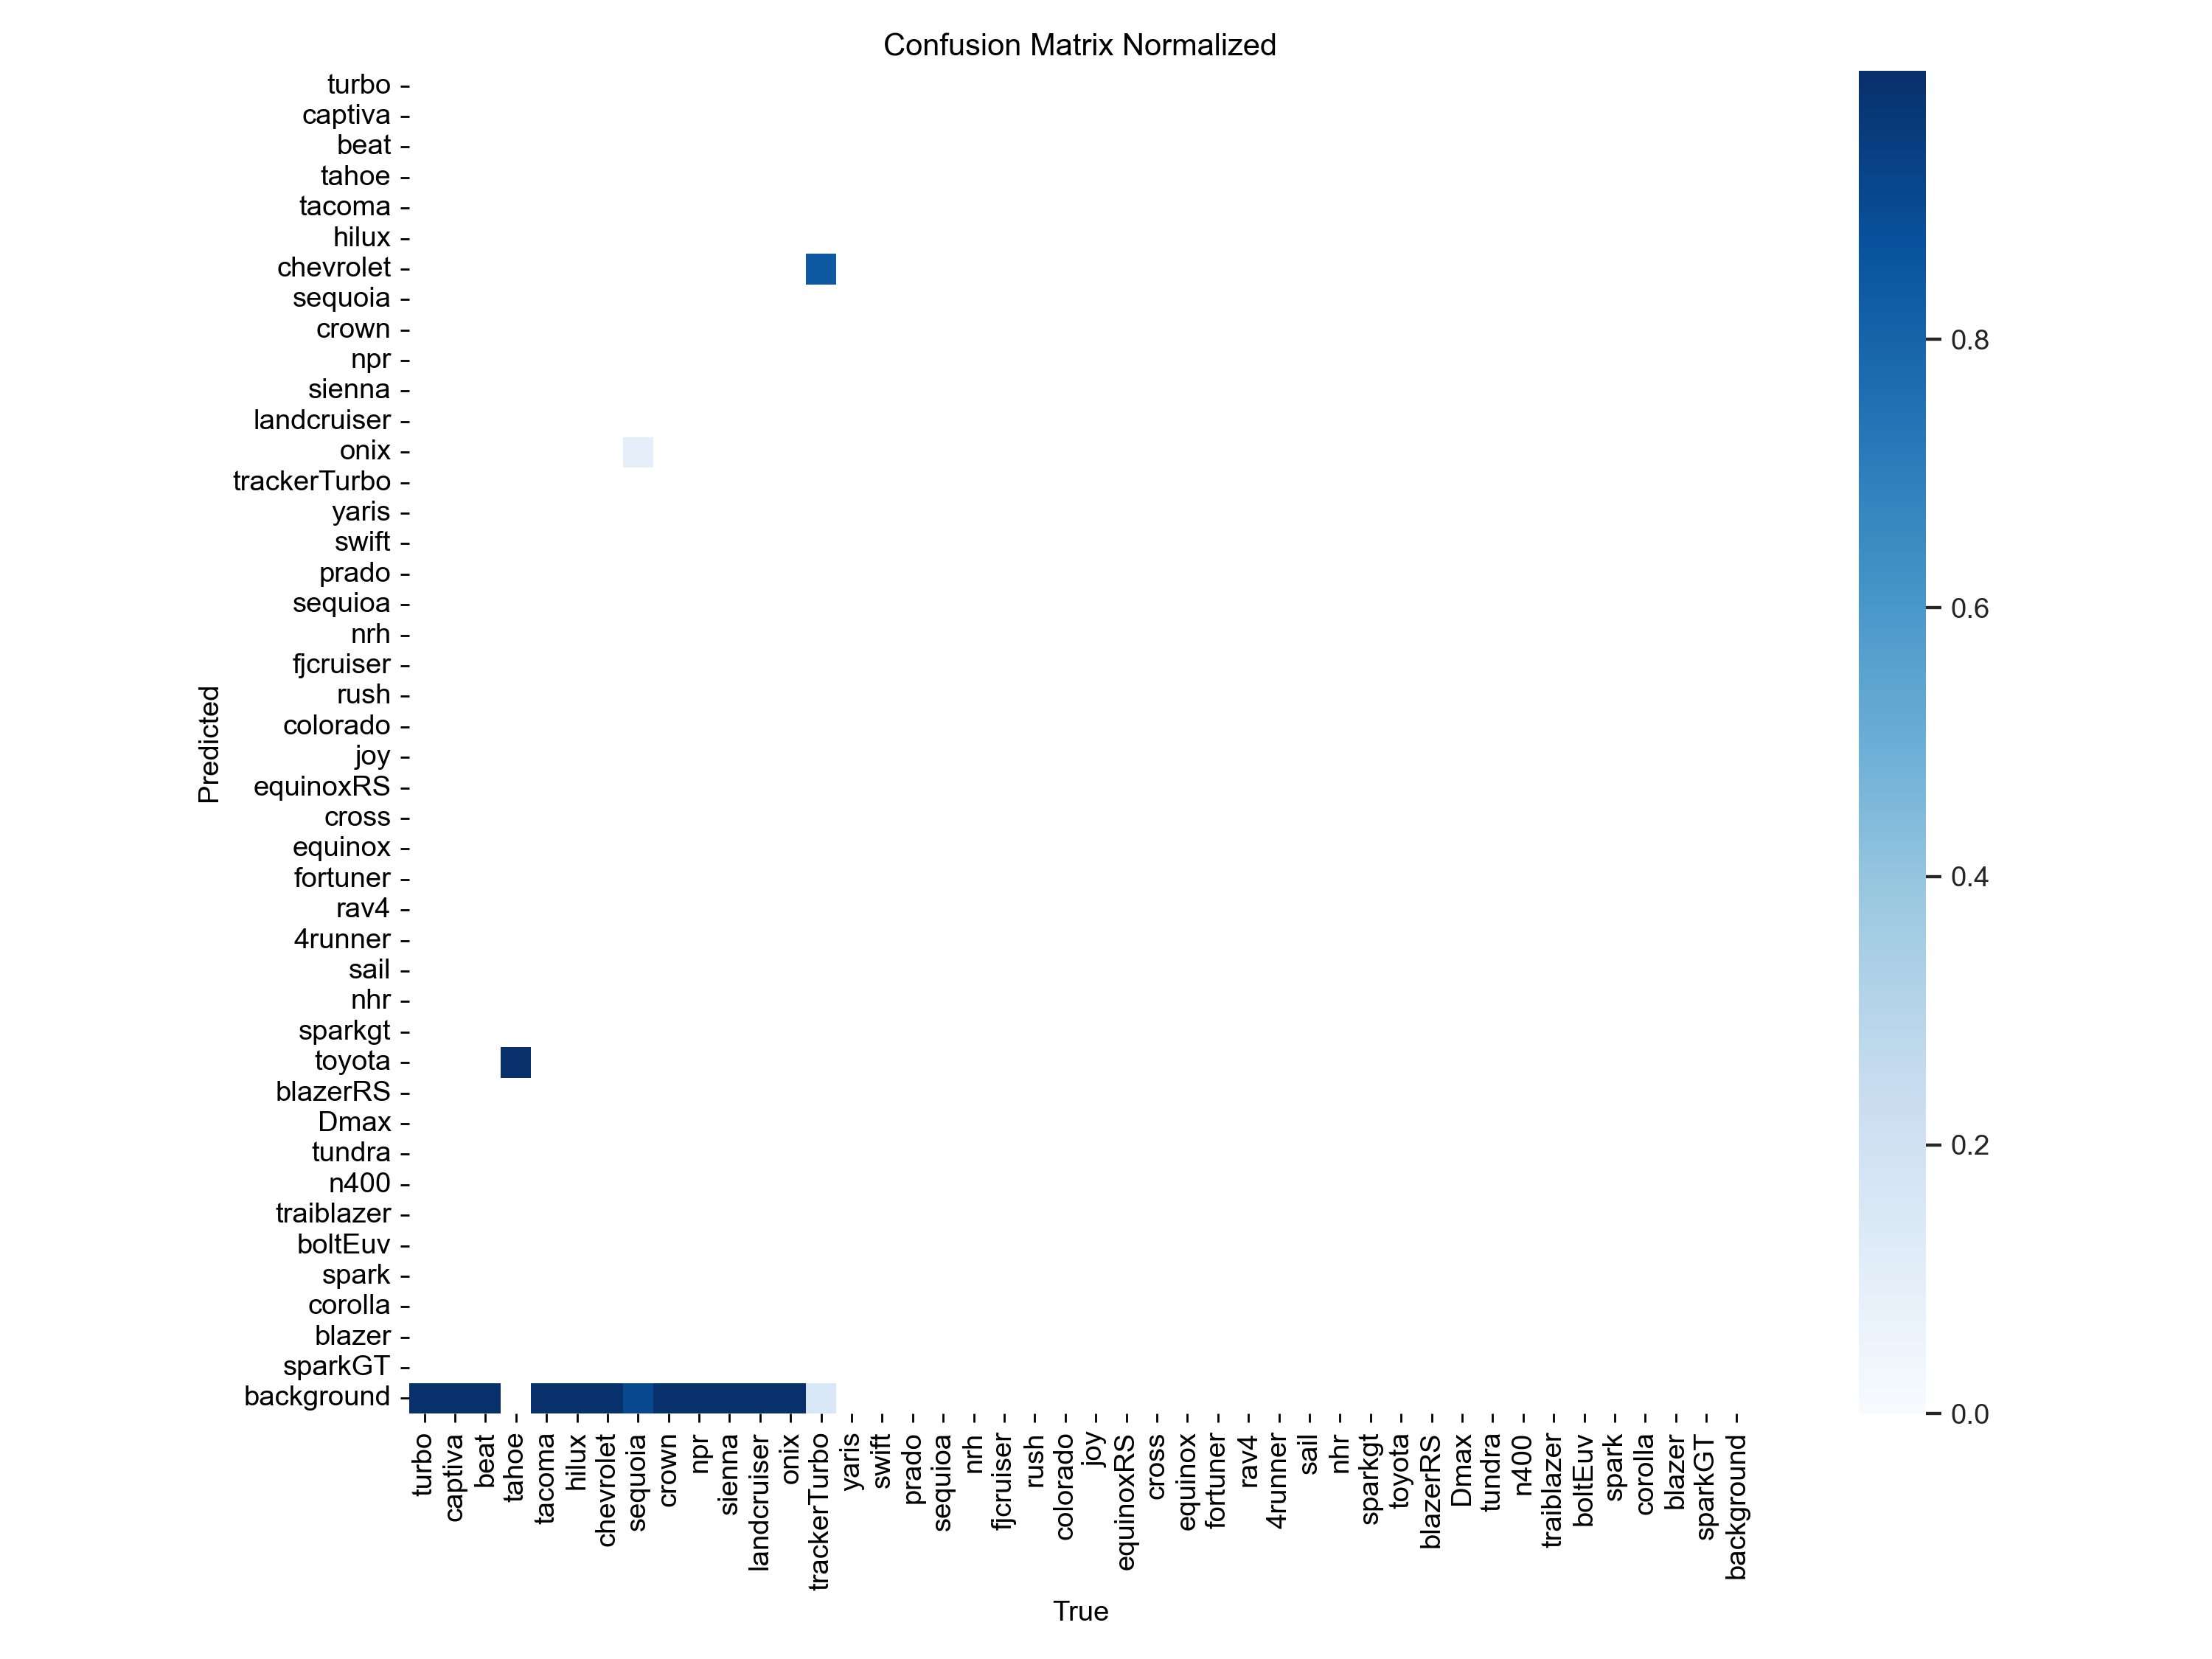 Confusion Matrix Normalized
turbo
captiva
beat
tahoe
tacoma
hilux
chevrolet
sequoia
crown
npr
sienna
landcruiser
onix
trackerTurbo
yaris
swift
prado
sequioa
nrh
fjcruiser
rush
colorado
joy
equinoxRS
cross
equinox
fortuner
rav4
4runner
sail
nhr
sparkgt
toyota
blazerRS
Dmax
tundra
n400
traiblazer
boltEuv
spark
corolla
blazer
sparkGT
background
Predicted
turbo
captiva
beat
tahoe
tacoma
hilux
chevrolet
sequoia
crown
npr
sienna
landcruiser
onix
trackerTurbo
yaris
swift
prado
sequioa
nrh
fjcruiser
rush
colorado
joy
equinoxRS
cross
equinox
fortuner
rav4
4runner
sail
nhr
sparkgt
toyota
blazerRS
Dmax
tundra
n400
traiblazer
boltEuv
spark
corolla
blazer
sparkGT
background
True
0.8
0.6
0.4
0.2
0.0